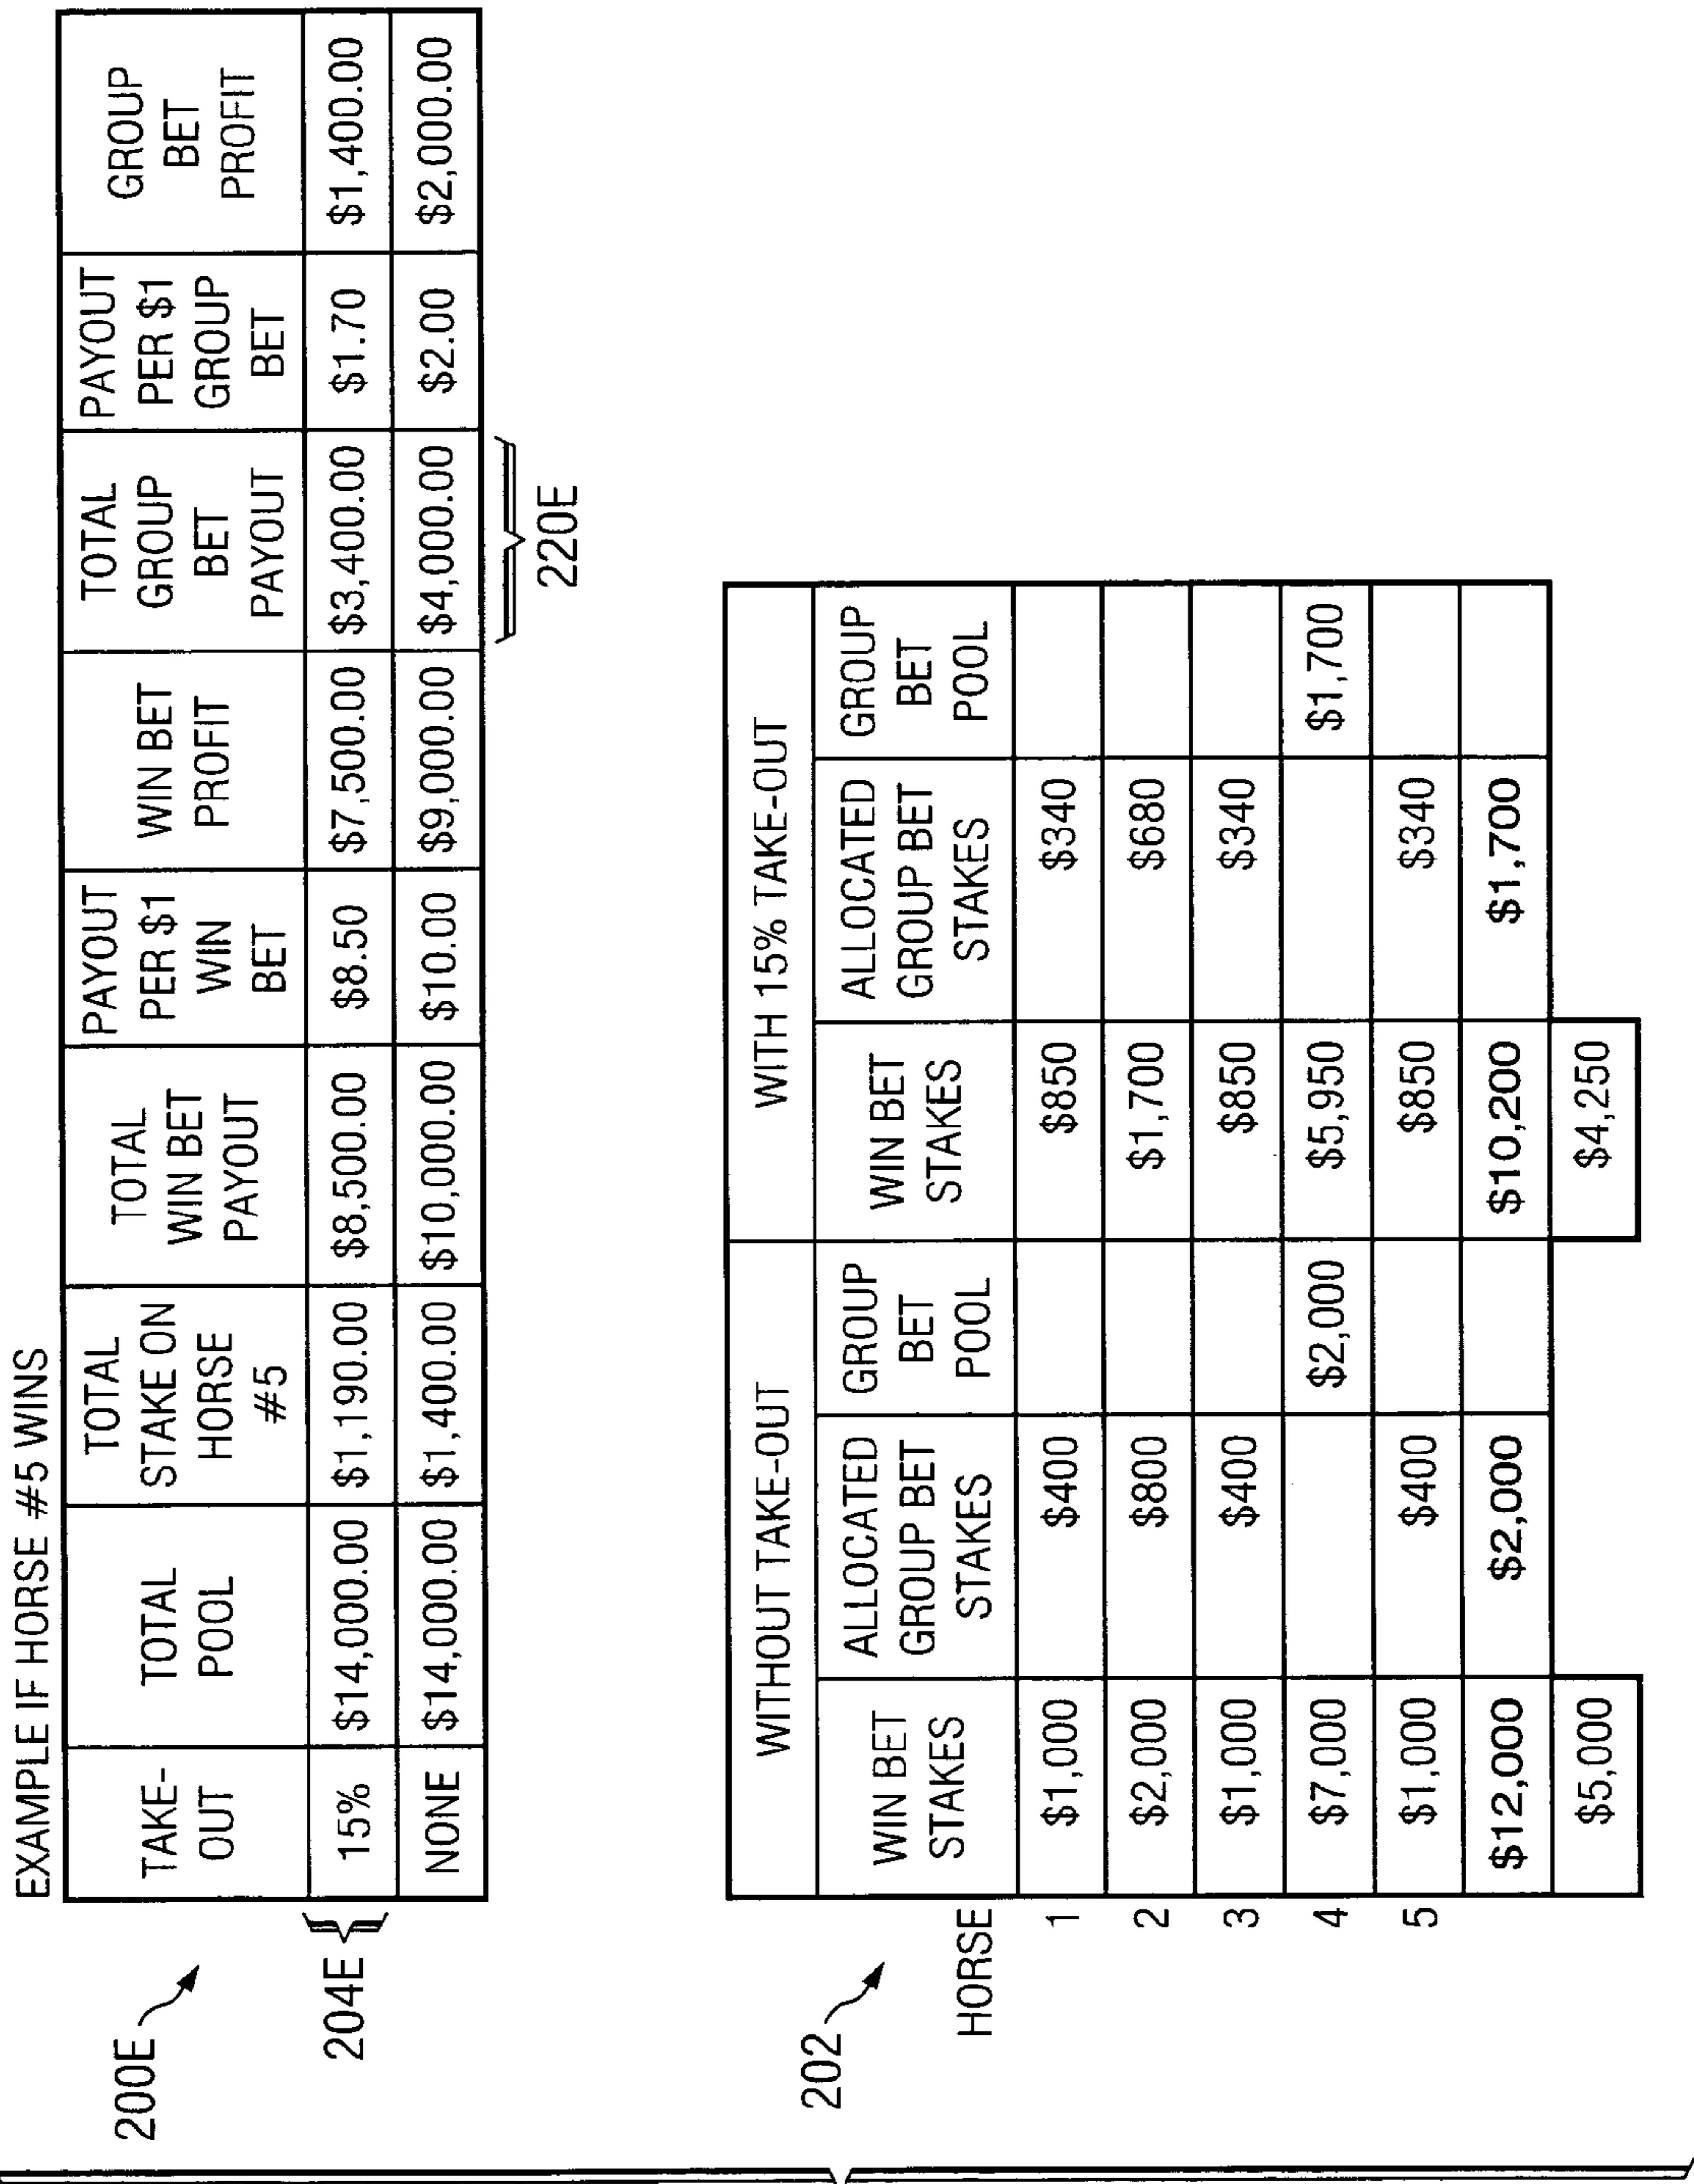 EXAMPLE IF HORSE #5 WINS
200E
TAKE-OUT | TOTAL POOL | TOTAL STAKE ON HORSE #5 | TOTAL WIN BET PAYOUT | PAYOUT PER $1 WIN BET | WIN BET PROFIT | TOTAL GROUP BET PAYOUT | PAYOUT PER $1 GROUP BET | GROUP BET PROFIT
204E
15% | $14,000.00 | $1,190.00 | $8,500.00 | $8.50 | $7,500.00 | $3,400.00 | $1.70 | $1,400.00
NONE | $14,000.00 | $1,400.00 | $10,000.00 | $10.00 | $9,000.00 | $4,000.00 | $2.00 | $2,000.00
220E
202
WITHOUT TAKE-OUT | WITH 15% TAKE-OUT
HORSE | WIN BET STAKES | ALLOCATED GROUP BET STAKES | GROUP BET POOL | WIN BET STAKES | ALLOCATED GROUP BET STAKES | GROUP BET POOL
1 | $1,000 | $400 | | $850 | $340 |
2 | $2,000 | $800 | | $1,700 | $680 |
3 | $1,000 | $400 | | $850 | $340 |
4 | $7,000 | | $2,000 | $5,950 | | $1,700
5 | $1,000 | $400 | | $850 | $340 |
$12,000 | $2,000 | | $10,200 | $1,700 |
$5,000 | | | $4,250